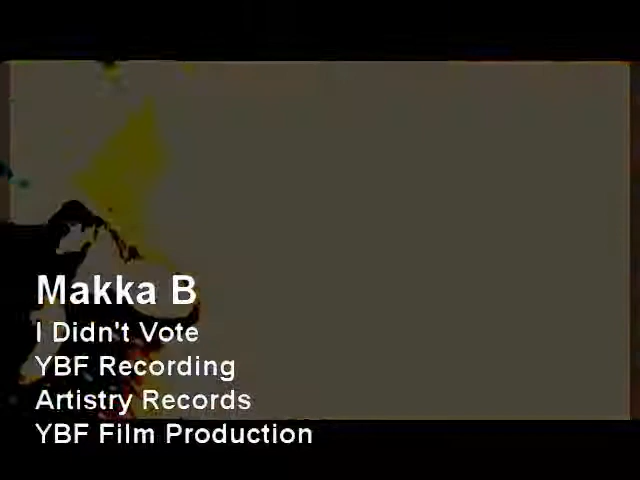 Makka B
I Didn't Vote
YBF Recording
Artistry Records
YBF Film Production